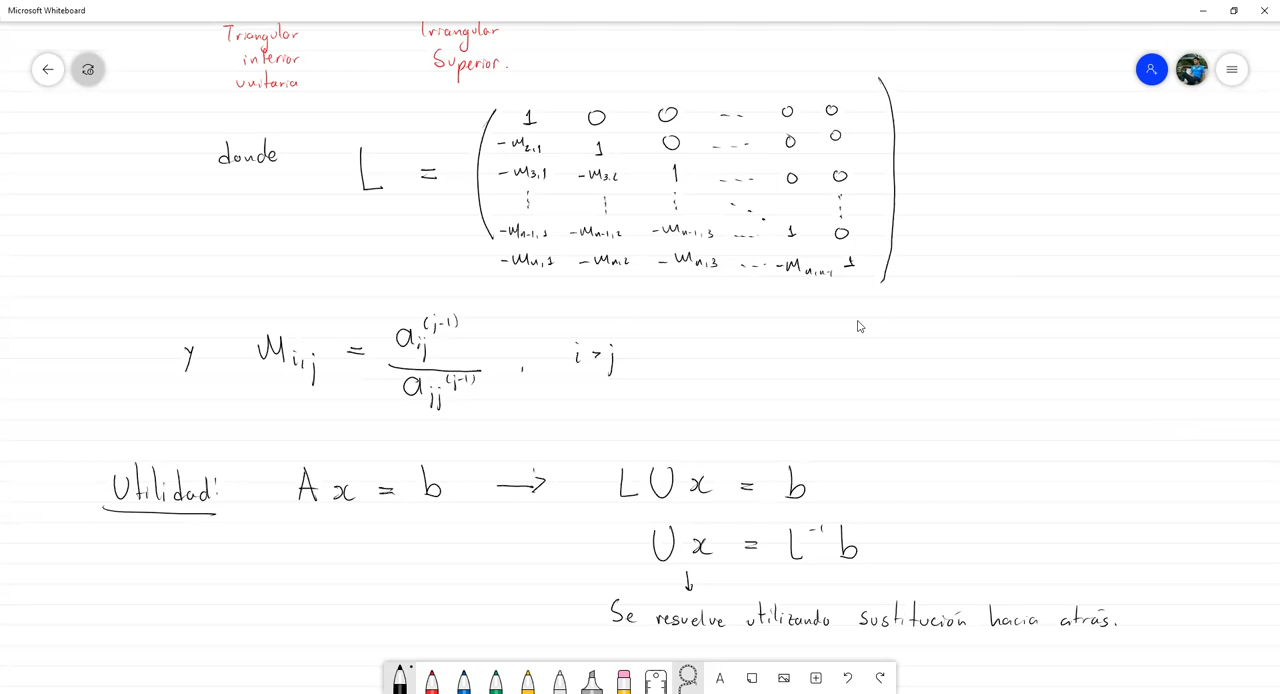 Microsoft Whiteboard
Triangular Triangular
inferior Superior.
unitaria
donde L = ( 1 0 0 --- 0 0
-m2,1 1 0 ---- 0 0
-m3,1 -m3,2 1 --- 0 0
⋮ ⋮ ⋮ ⋱ ⋮
-mn-1,1 -mn-1,2 -mn-1,3 ---- 1 0
-mn,1 -mn,2 -mn,3 ---- -mn,n-1 1 )
y mi,j = aij^(j-1) / ajj^(j-1) , i > j
Utilidad: Ax = b → LUx = b
Ux = L^-1 b
↓
Se resuelve utilizando sustitución hacia atrás.
A